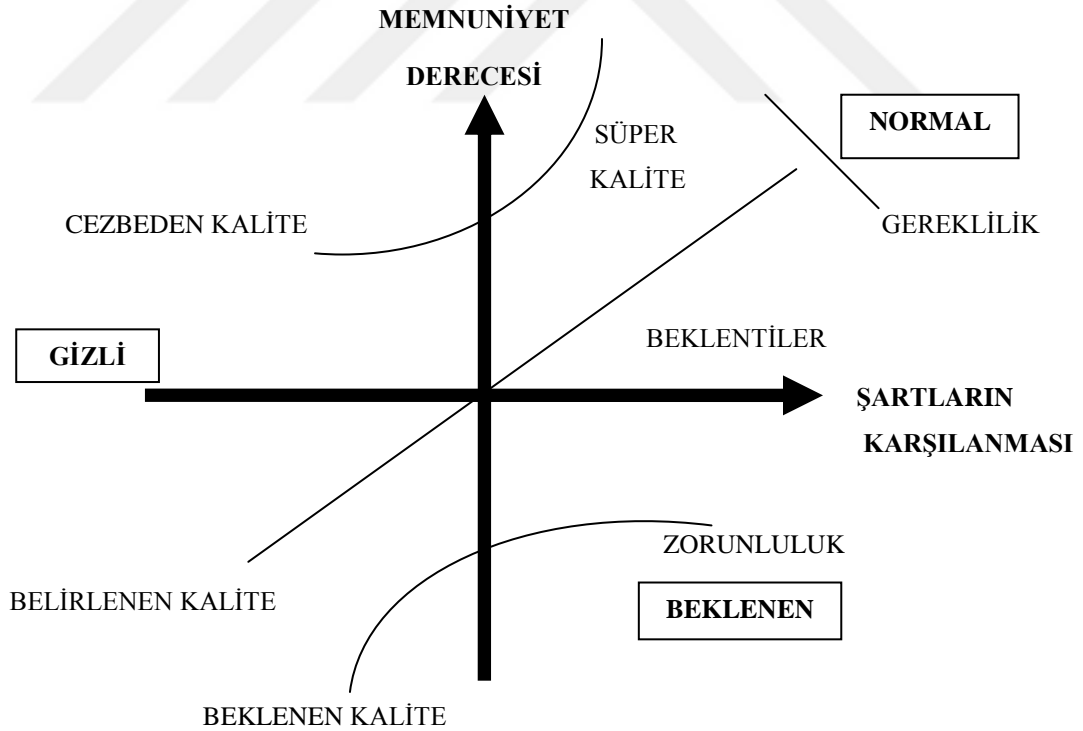 MEMNUNİYET
DERECESİ
NORMAL
SÜPER
KALİTE
CEZBEDEN KALİTE
GEREKLİLİK
BEKLENTİLER
GİZLİ
ŞARTLARIN
KARŞILANMASI
ZORUNLULUK
BELİRLENEN KALİTE
BEKLENEN
BEKLENEN KALİTE